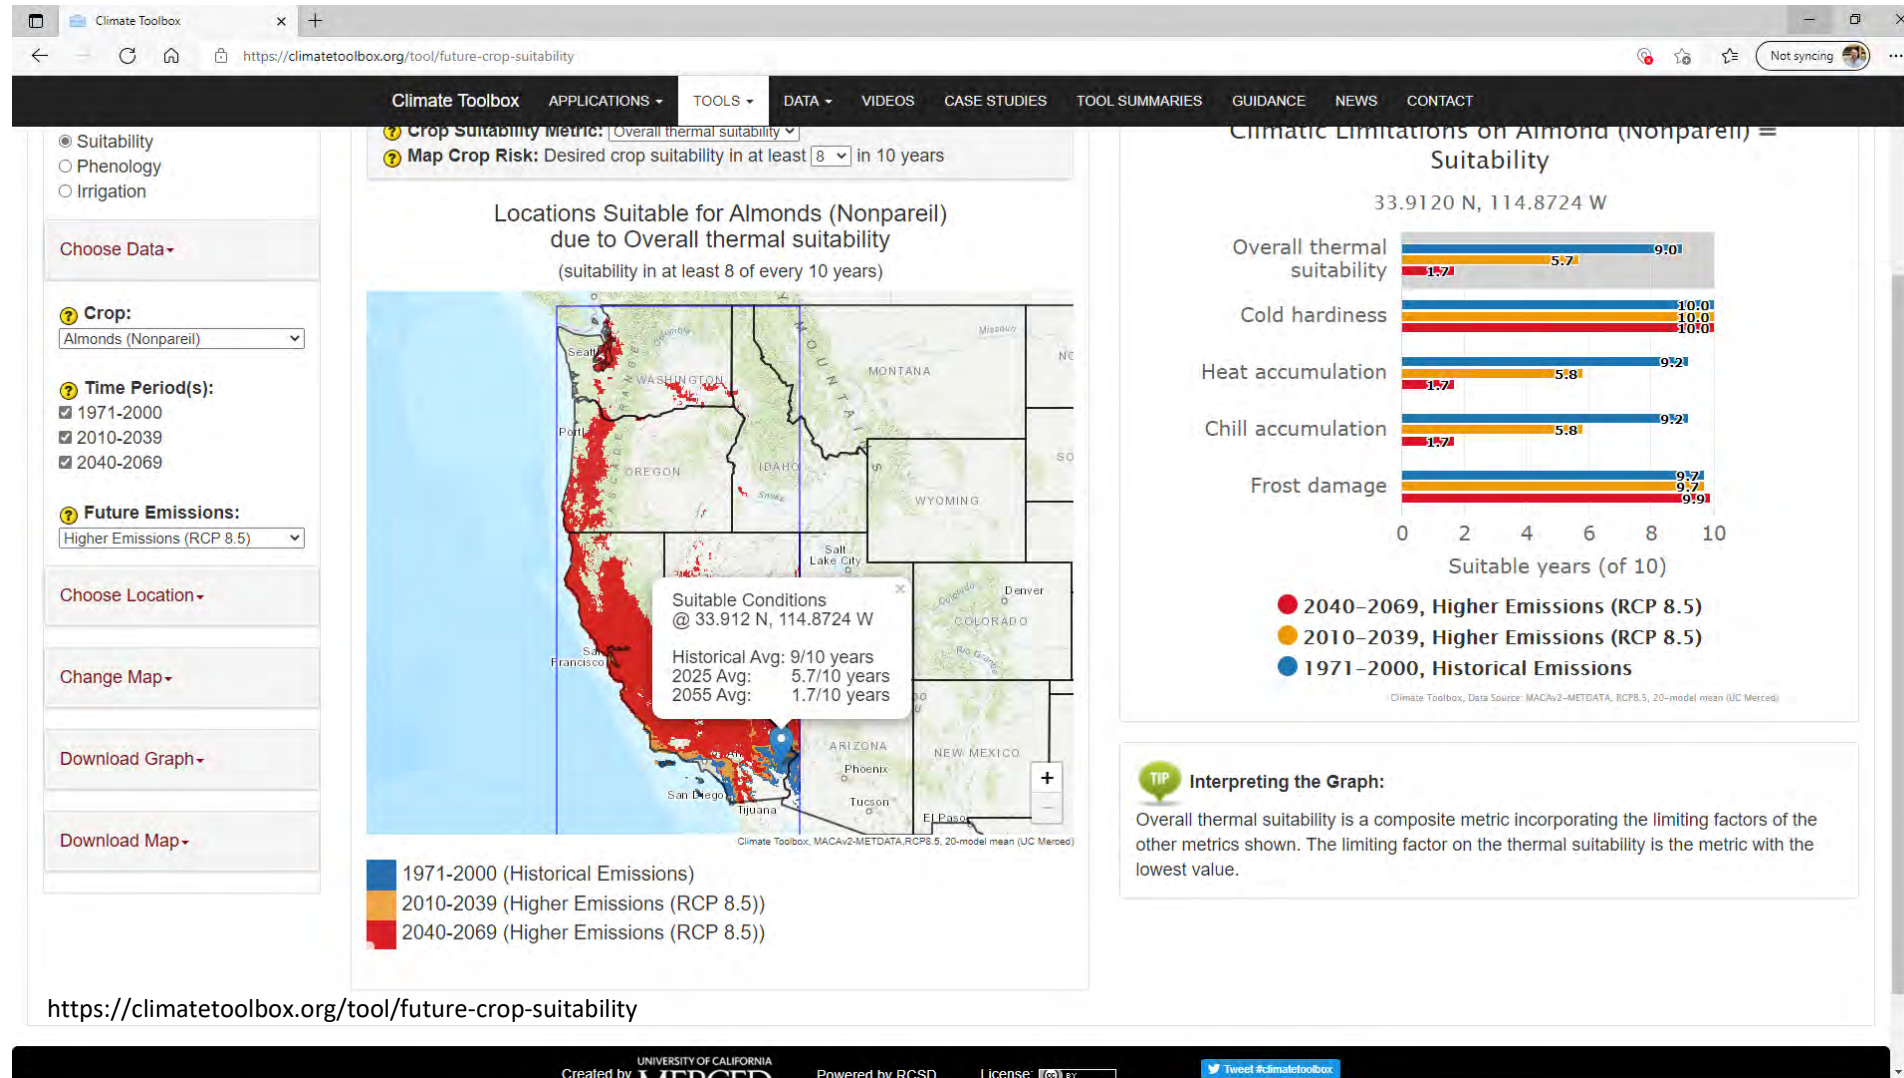 Climate Toolbox
https://climatetoolbox.org/tool/future-crop-suitability
Not syncing
Climate Toolbox APPLICATIONS TOOLS DATA VIDEOS CASE STUDIES TOOL SUMMARIES GUIDANCE NEWS CONTACT
Suitability
Phenology
Irrigation
Choose Data
Crop:
Almonds (Nonpareil)
Time Period(s):
1971-2000
2010-2039
2040-2069
Future Emissions:
Higher Emissions (RCP 8.5)
Choose Location
Change Map
Download Graph
Download Map
Crop Suitability Metric: Overall thermal suitability
Map Crop Risk: Desired crop suitability in at least 8 in 10 years
Locations Suitable for Almonds (Nonpareil)
due to Overall thermal suitability
(suitability in at least 8 of every 10 years)
Columbia
Missouri
MOUNTAI
WASHINGTON
MONTANA
CASCADE RANGE
OREGON
IDAHO
Snake
WYOMING
Salt
Lake City
Denver
Colorado
COLORADO
Rio Grande
San
Francisco
Suitable Conditions
@ 33.912 N, 114.8724 W
Historical Avg: 9/10 years
2025 Avg: 5.7/10 years
2055 Avg: 1.7/10 years
ARIZONA
NEW MEXICO
Phoenix
San Diego
Tucson
Tijuana
El Paso
+
−
Climate Toolbox, MACAv2-METDATA,RCP8.5, 20-model mean (UC Merced)
1971-2000 (Historical Emissions)
2010-2039 (Higher Emissions (RCP 8.5))
2040-2069 (Higher Emissions (RCP 8.5))
Climatic Limitations on Almond (Nonpareil)
Suitability
33.9120 N, 114.8724 W
Overall thermal
suitability
9.0
5.7
1.7
Cold hardiness
10.0
10.0
10.0
Heat accumulation
9.2
5.8
1.7
Chill accumulation
9.2
5.8
1.7
Frost damage
9.7
9.7
9.9
0 2 4 6 8 10
Suitable years (of 10)
2040-2069, Higher Emissions (RCP 8.5)
2010-2039, Higher Emissions (RCP 8.5)
1971-2000, Historical Emissions
Climate Toolbox, Data Source: MACAv2-METDATA, RCP8.5, 20-model mean (UC Merced)
TIP Interpreting the Graph:
Overall thermal suitability is a composite metric incorporating the limiting factors of the
other metrics shown. The limiting factor on the thermal suitability is the metric with the
lowest value.
https://climatetoolbox.org/tool/future-crop-suitability
UNIVERSITY OF CALIFORNIA
Created by MERCED Powered by RCSD License: BY Tweet #climatetoolbox